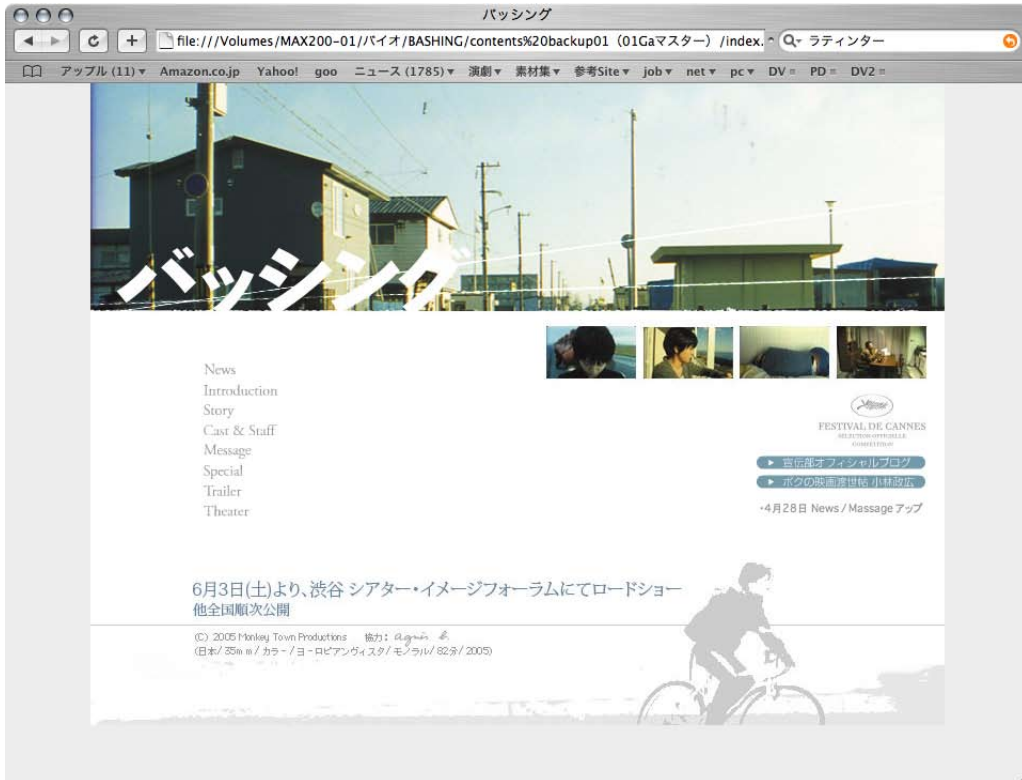 バッシング
file:///Volumes/MAX200-01/バイオ/BASHING/contents%20backup01（01Gaマスター）/index.
Q ラティンター
アップル (11) Amazon.co.jp Yahoo! goo ニュース (1785) 演劇 素材集 参考Site job net pc DV PD DV2
バッシング
News
Introduction
Story
Cast & Staff
Message
Special
Trailer
Theater
FESTIVAL DE CANNES
SELECTION OFFICIELLE
COMPETITION
宣伝部オフィシャルブログ
ボクの映画渡世帖 小林政広
・4月28日 News / Massage アップ
6月3日(土)より、渋谷 シアター・イメージフォーラムにてロードショー
他全国順次公開
(C) 2005 Monkey Town Productions 協力： agnès b.
(日本/ 35mm/ カラー/ ヨーロピアンヴィスタ/ モノラル/ 82分/ 2005)